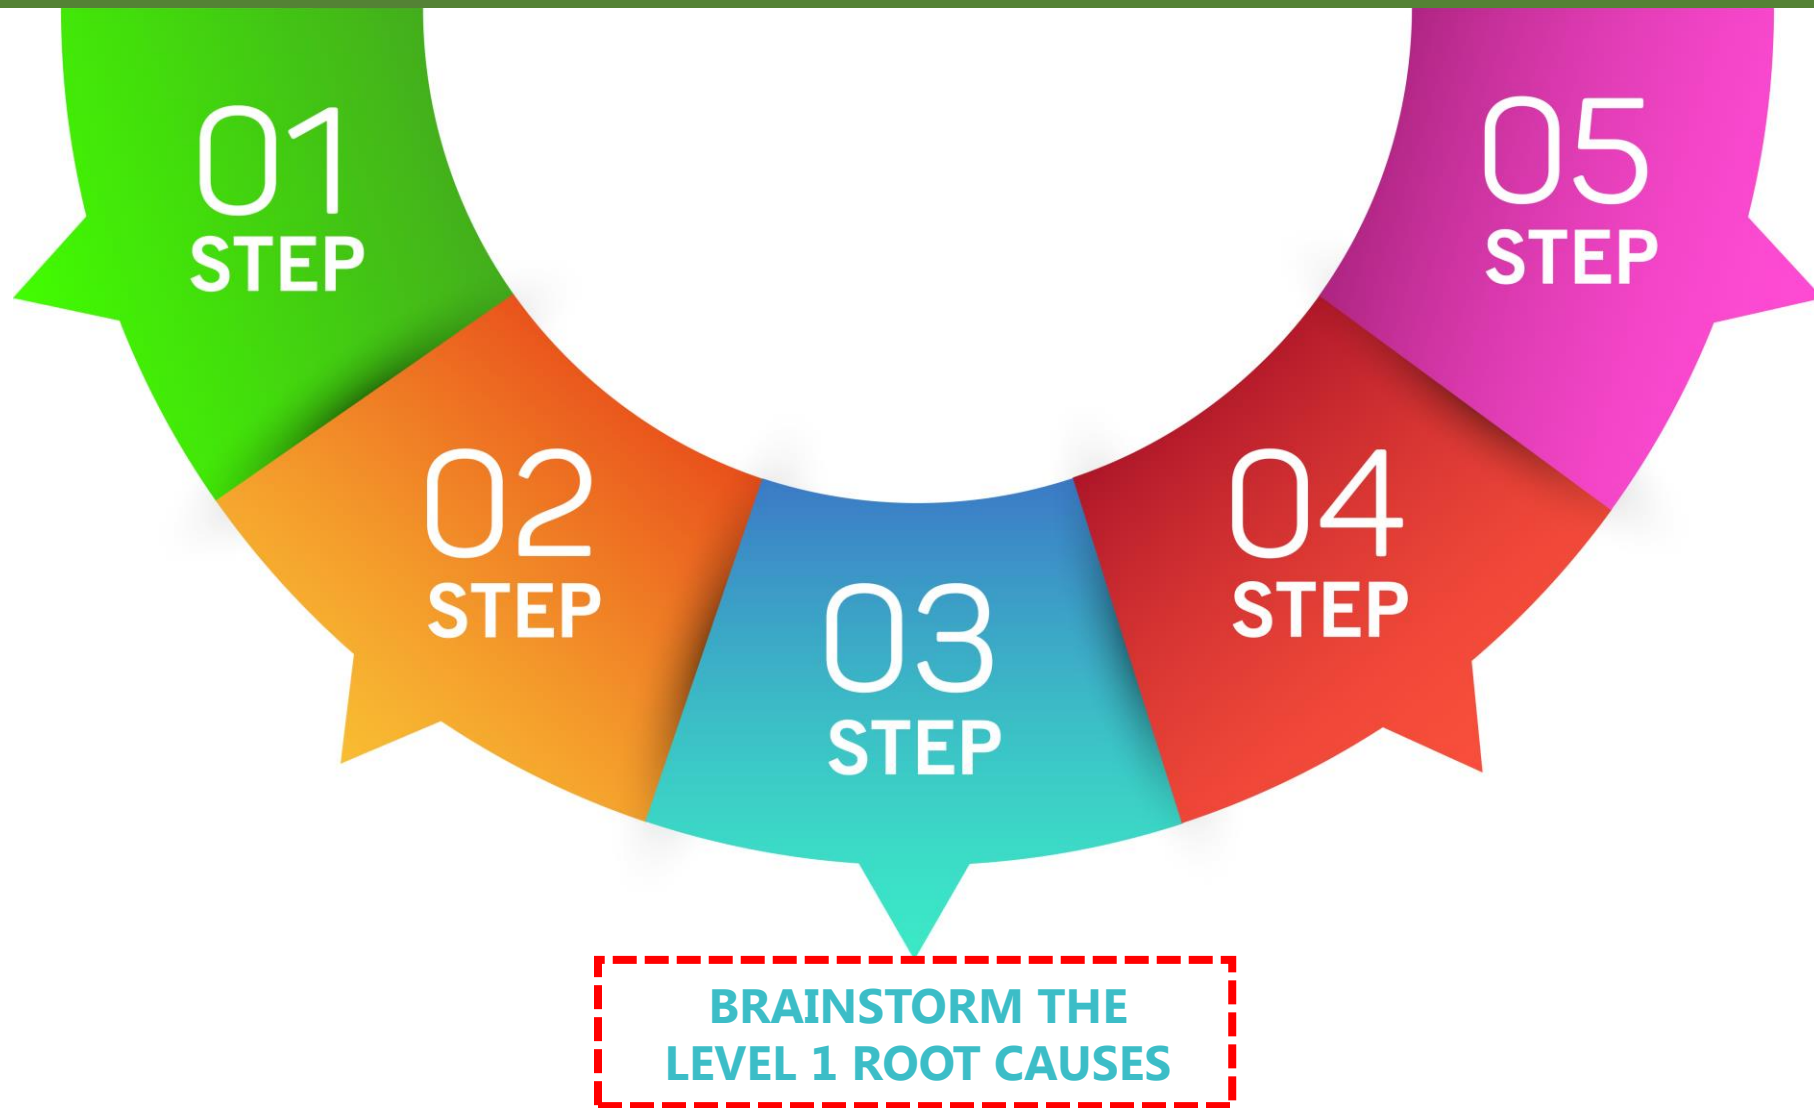 01
STEP
02
STEP
03
STEP
04
STEP
05
STEP
BRAINSTORM THE
LEVEL 1 ROOT CAUSES